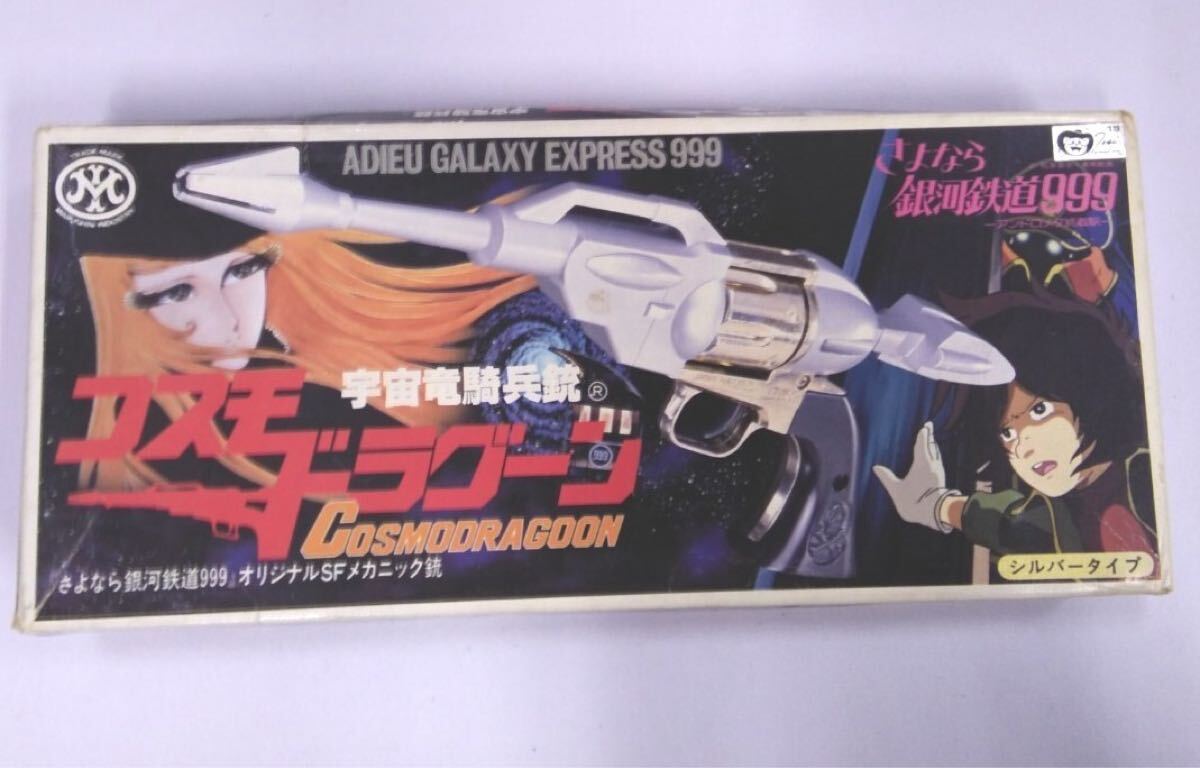 TRADE MARK
ADIEU GALAXY EXPRESS 999
さよなら
銀河鉄道999
宇宙竜騎兵銃®
コスモ
ドラグーン
COSMODRAGOON
999
『さよなら銀河鉄道999』オリジナルSFメカニック銃
シルバータイプ